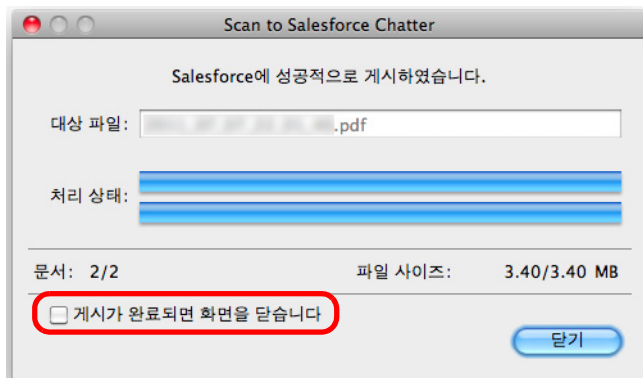 Scan to Salesforce Chatter
Salesforce에 성공적으로 게시하였습니다.
대상 파일: .pdf
처리 상태:
문서: 2/2 파일 사이즈: 3.40/3.40 MB
게시가 완료되면 화면을 닫습니다
닫기